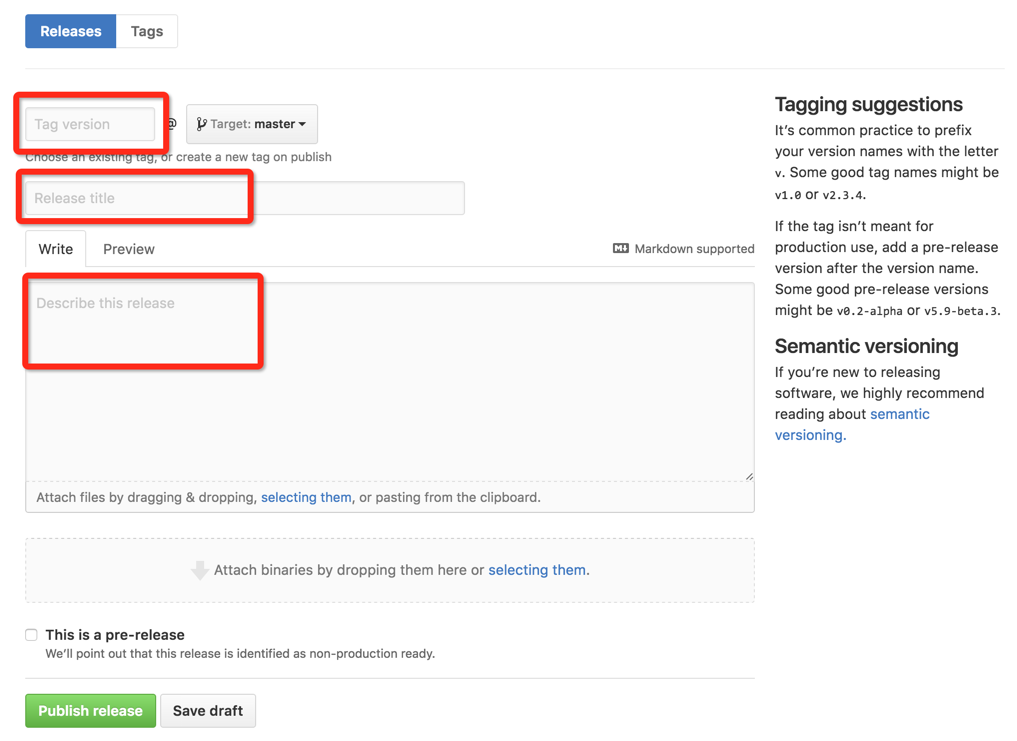 Releases Tags
Tag version @ Target: master
Choose an existing tag, or create a new tag on publish
Release title
Write Preview Markdown supported
Describe this release
Attach files by dragging & dropping, selecting them, or pasting from the clipboard.
Attach binaries by dropping them here or selecting them.
This is a pre-release
We’ll point out that this release is identified as non-production ready.
Publish release Save draft
Tagging suggestions
It’s common practice to prefix
your version names with the letter
v. Some good tag names might be
v1.0 or v2.3.4.
If the tag isn’t meant for
production use, add a pre-release
version after the version name.
Some good pre-release versions
might be v0.2-alpha or v5.9-beta.3.
Semantic versioning
If you’re new to releasing
software, we highly recommend
reading about semantic
versioning.